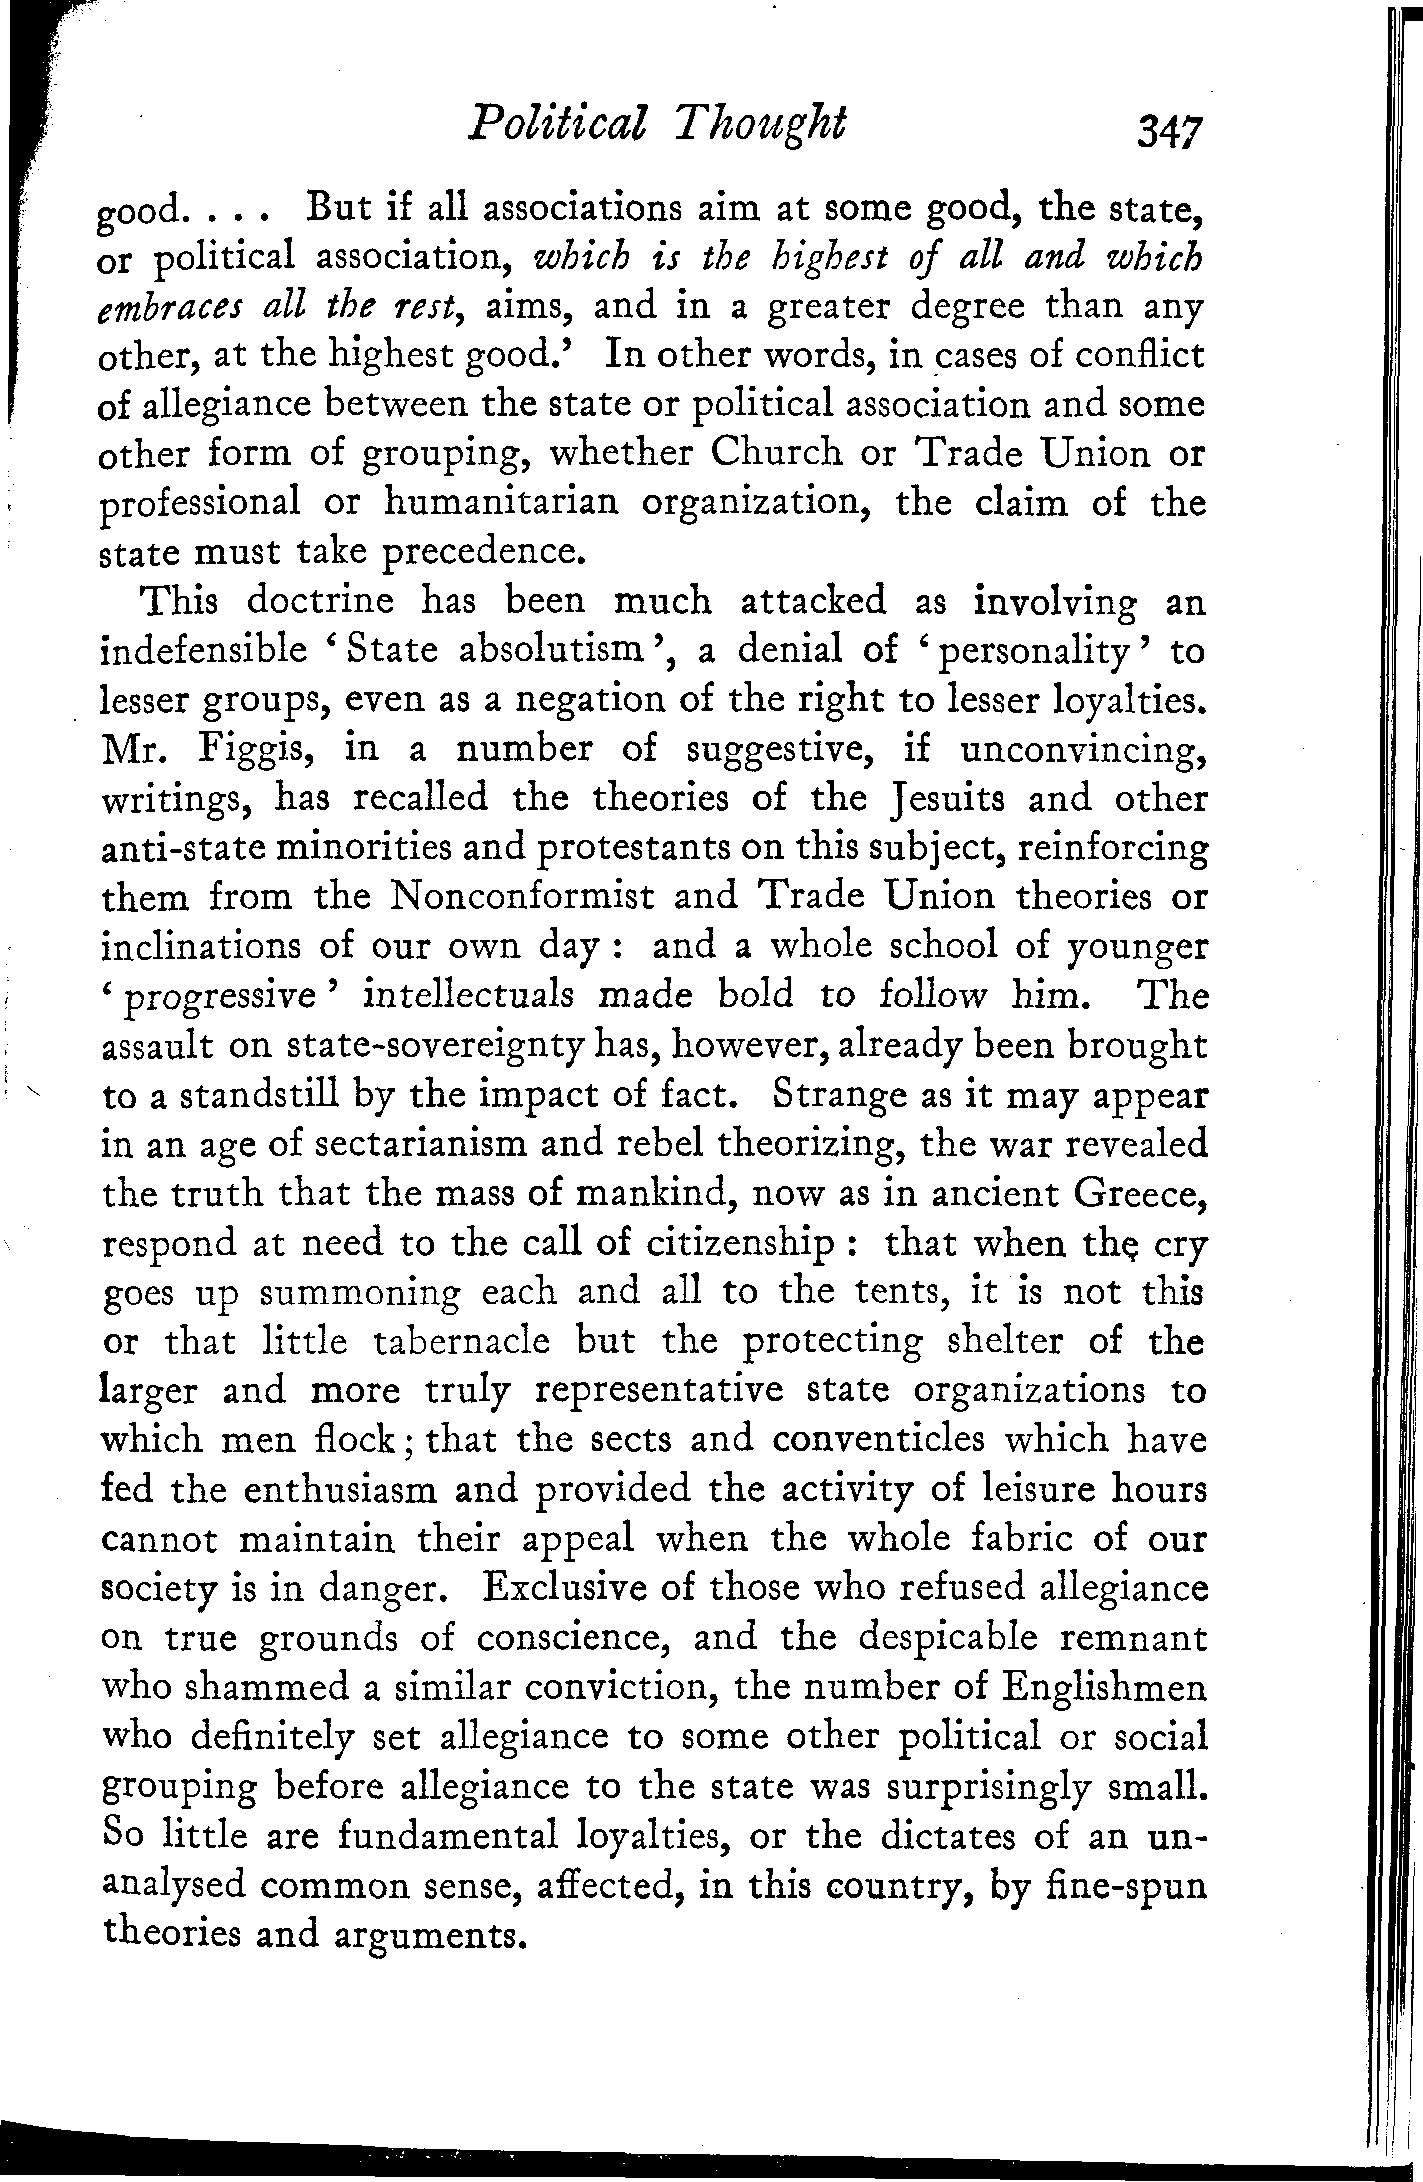 Political Thought 347
good. . . . But if all associations aim at some good, the state,
or political association, which is the highest of all and which
embraces all the rest, aims, and in a greater degree than any
other, at the highest good.’ In other words, in cases of conflict
of allegiance between the state or political association and some
other form of grouping, whether Church or Trade Union or
professional or humanitarian organization, the claim of the
state must take precedence.
This doctrine has been much attacked as involving an
indefensible ‘ State absolutism ’, a denial of ‘ personality ’ to
lesser groups, even as a negation of the right to lesser loyalties.
Mr. Figgis, in a number of suggestive, if unconvincing,
writings, has recalled the theories of the Jesuits and other
anti-state minorities and protestants on this subject, reinforcing
them from the Nonconformist and Trade Union theories or
inclinations of our own day : and a whole school of younger
‘ progressive ’ intellectuals made bold to follow him. The
assault on state-sovereignty has, however, already been brought
to a standstill by the impact of fact. Strange as it may appear
in an age of sectarianism and rebel theorizing, the war revealed
the truth that the mass of mankind, now as in ancient Greece,
respond at need to the call of citizenship : that when the cry
goes up summoning each and all to the tents, it is not this
or that little tabernacle but the protecting shelter of the
larger and more truly representative state organizations to
which men flock ; that the sects and conventicles which have
fed the enthusiasm and provided the activity of leisure hours
cannot maintain their appeal when the whole fabric of our
society is in danger. Exclusive of those who refused allegiance
on true grounds of conscience, and the despicable remnant
who shammed a similar conviction, the number of Englishmen
who definitely set allegiance to some other political or social
grouping before allegiance to the state was surprisingly small.
So little are fundamental loyalties, or the dictates of an un-
analysed common sense, affected, in this country, by fine-spun
theories and arguments.